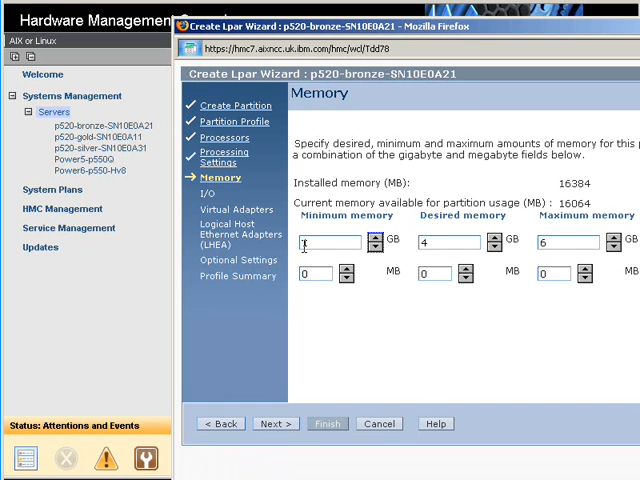 Hardware Management
Create Lpar Wizard : p520-bronze-SN10E0A21 - Mozilla Firefox
AIX or Linux
https://hmc7.aixncc.uk.ibm.com/hmc/wcl/Tdd78
Welcome
Systems Management
Servers
p520-bronze-SN10E0A21
p520-gold-SN10E0A11
p520-silver-SN10E0A31
Power5-p550Q
Power6-p550-Hv8
System Plans
HMC Management
Service Management
Updates
Status: Attentions and Events
Create Lpar Wizard : p520-bronze-SN10E0A21
Create Partition
Partition Profile
Processors
Processing
Settings
Memory
I/O
Virtual Adapters
Logical Host
Ethernet Adapters
(LHEA)
Optional Settings
Profile Summary
Memory
Specify desired, minimum and maximum amounts of memory for this
a combination of the gigabyte and megabyte fields below.
Installed memory (MB): 16384
Current memory available for partition usage (MB) : 16064
Minimum memory Desired memory Maximum memory
GB 4 GB 6 GB
0 MB 0 MB 0 MB
< Back Next > Finish Cancel Help